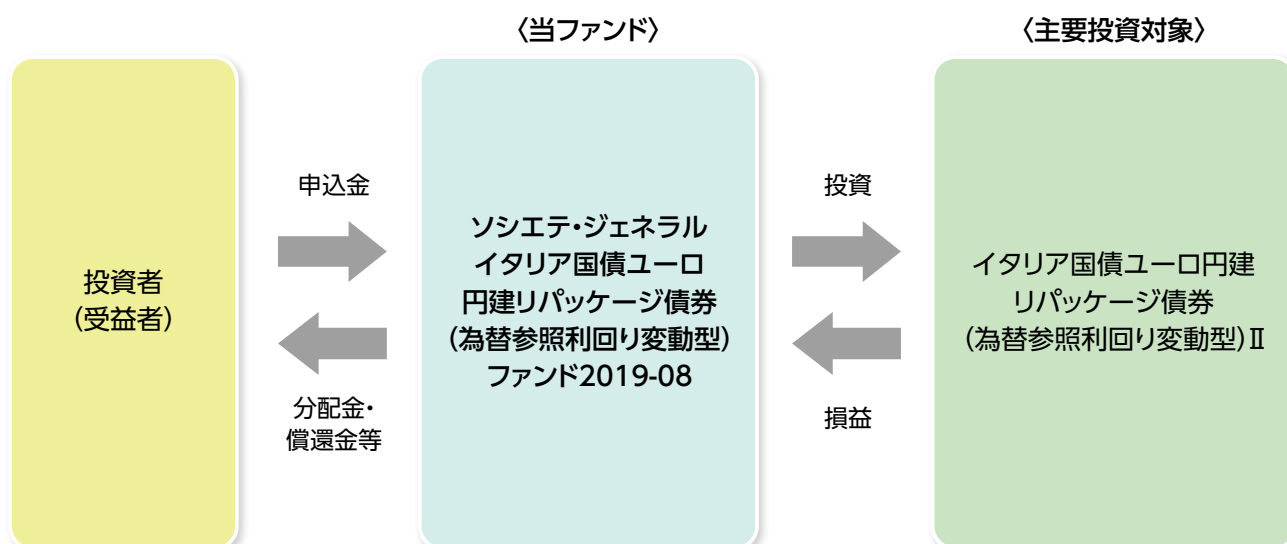 〈当ファンド〉
〈主要投資対象〉
投資者
(受益者)
申込金
分配金・
償還金等
ソシエテ・ジェネラル
イタリア国債ユーロ
円建リパッケージ債券
(為替参照利回り変動型)
ファンド2019-08
投資
損益
イタリア国債ユーロ円建
リパッケージ債券
(為替参照利回り変動型)Ⅱ